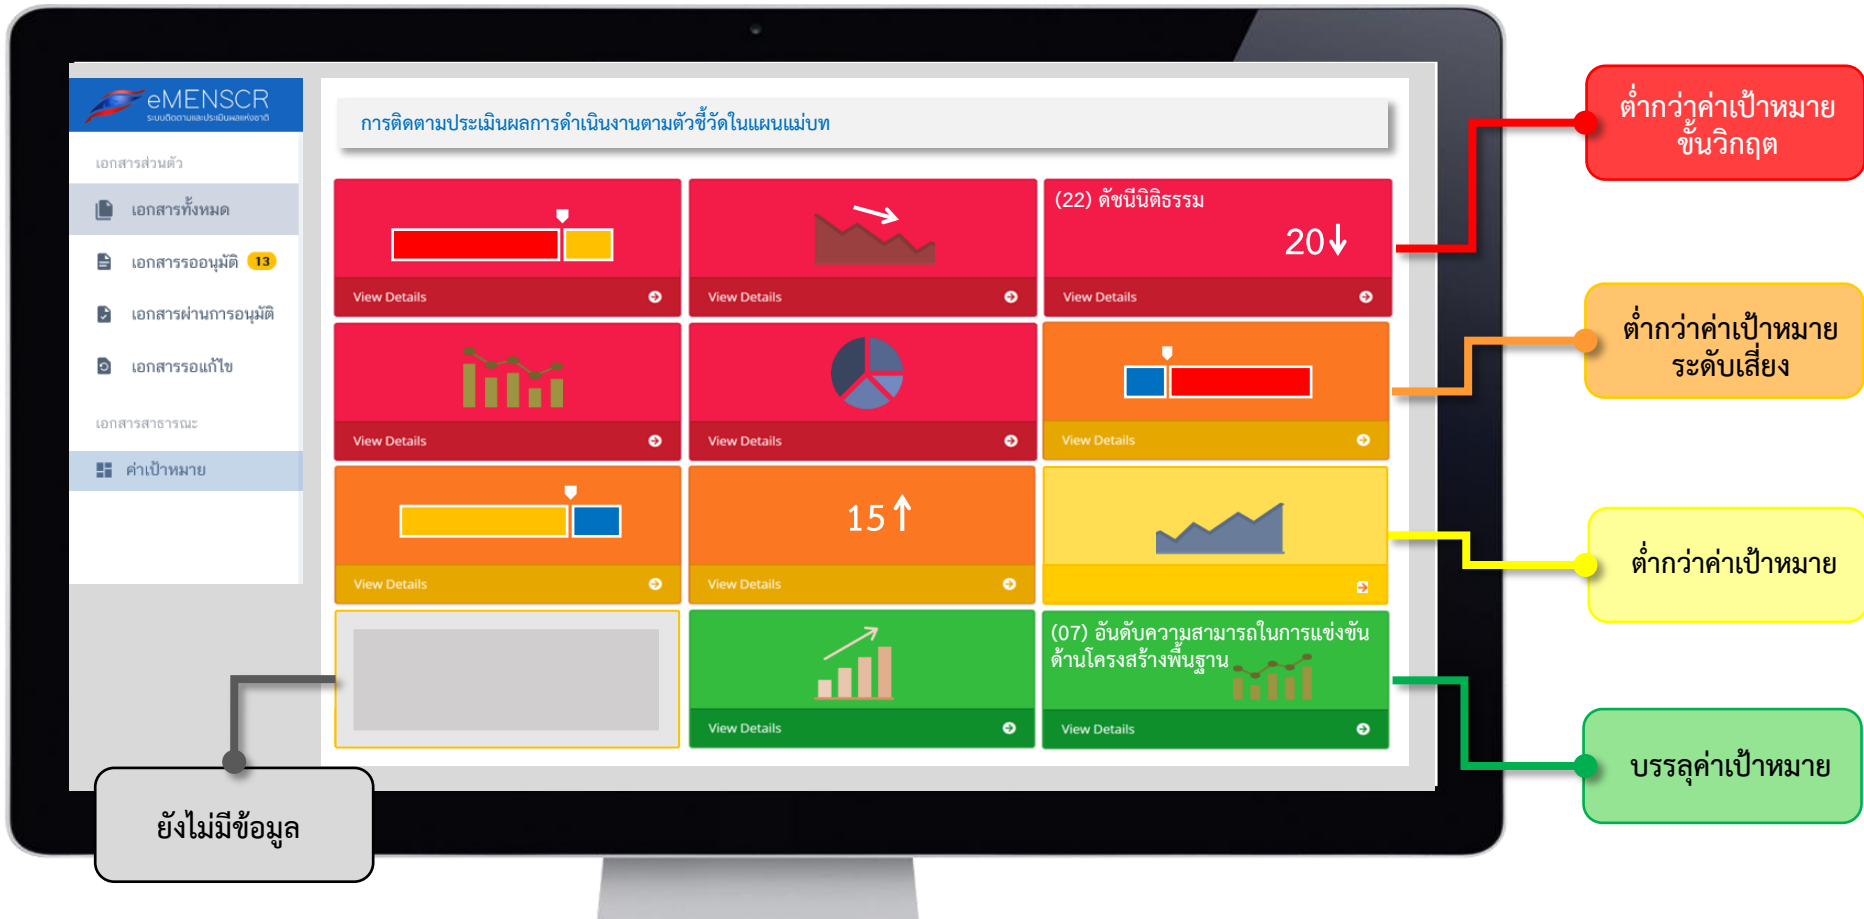 eMENSCR
ระบบติดตามและประเมินผลแห่งชาติ
เอกสารส่วนตัว
เอกสารทั้งหมด
เอกสารรออนุมัติ 13
เอกสารผ่านการอนุมัติ
เอกสารรอแก้ไข
เอกสารสาธารณะ
ค่าเป้าหมาย
การติดตามประเมินผลการดำเนินงานตามตัวชี้วัดในแผนแม่บท
(22) ดัชนีนิติธรรม
20↓
View Details
View Details
View Details
View Details
View Details
View Details
15↑
View Details
View Details
(07) อันดับความสามารถในการแข่งขัน
ด้านโครงสร้างพื้นฐาน
View Details
View Details
ต่ำกว่าค่าเป้าหมาย
ขั้นวิกฤต
ต่ำกว่าค่าเป้าหมาย
ระดับเสี่ยง
ต่ำกว่าค่าเป้าหมาย
บรรลุค่าเป้าหมาย
ยังไม่มีข้อมูล